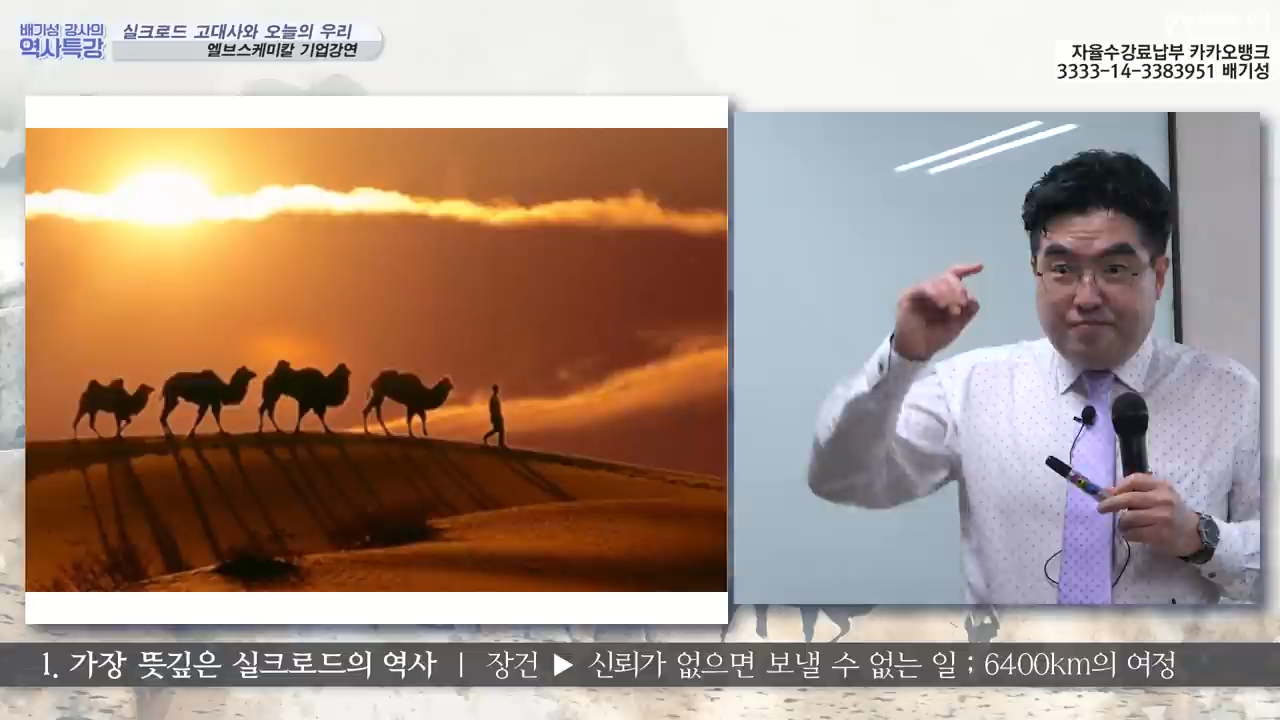 배기성 강사의
역사특강
실크로드 고대사와 오늘의 우리
엘브스케미칼 기업강연
자율수강료납부 카카오뱅크
3333-14-3383951 배기성
1. 가장 뜻깊은 실크로드의 역사 | 장건 ▶ 신뢰가 없으면 보낼 수 없는 일 ; 6400km의 여정